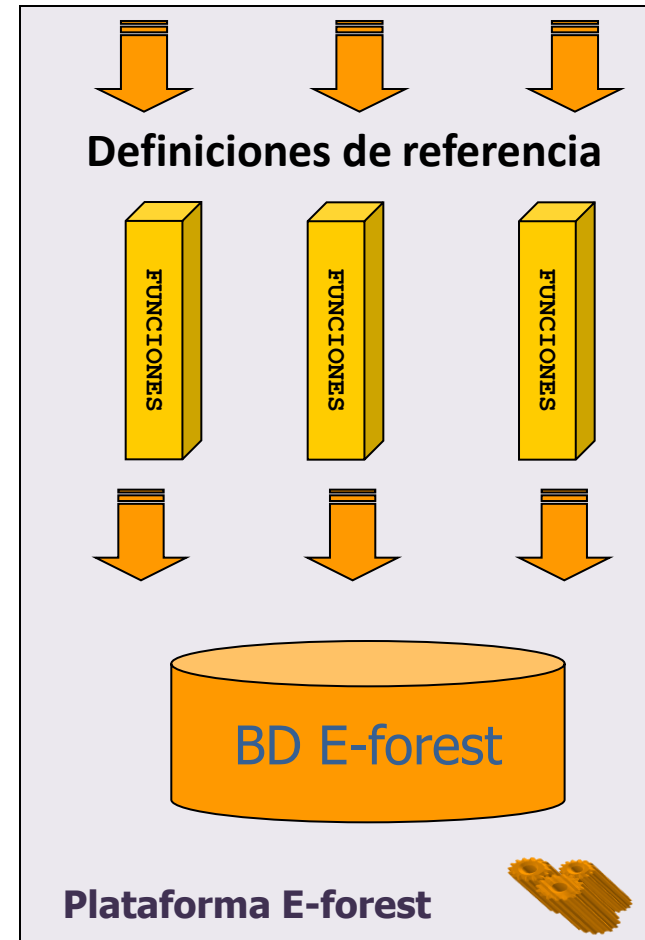 Definiciones de referencia
FUNCIONES
FUNCIONES
FUNCIONES
BD E-forest
Plataforma E-forest